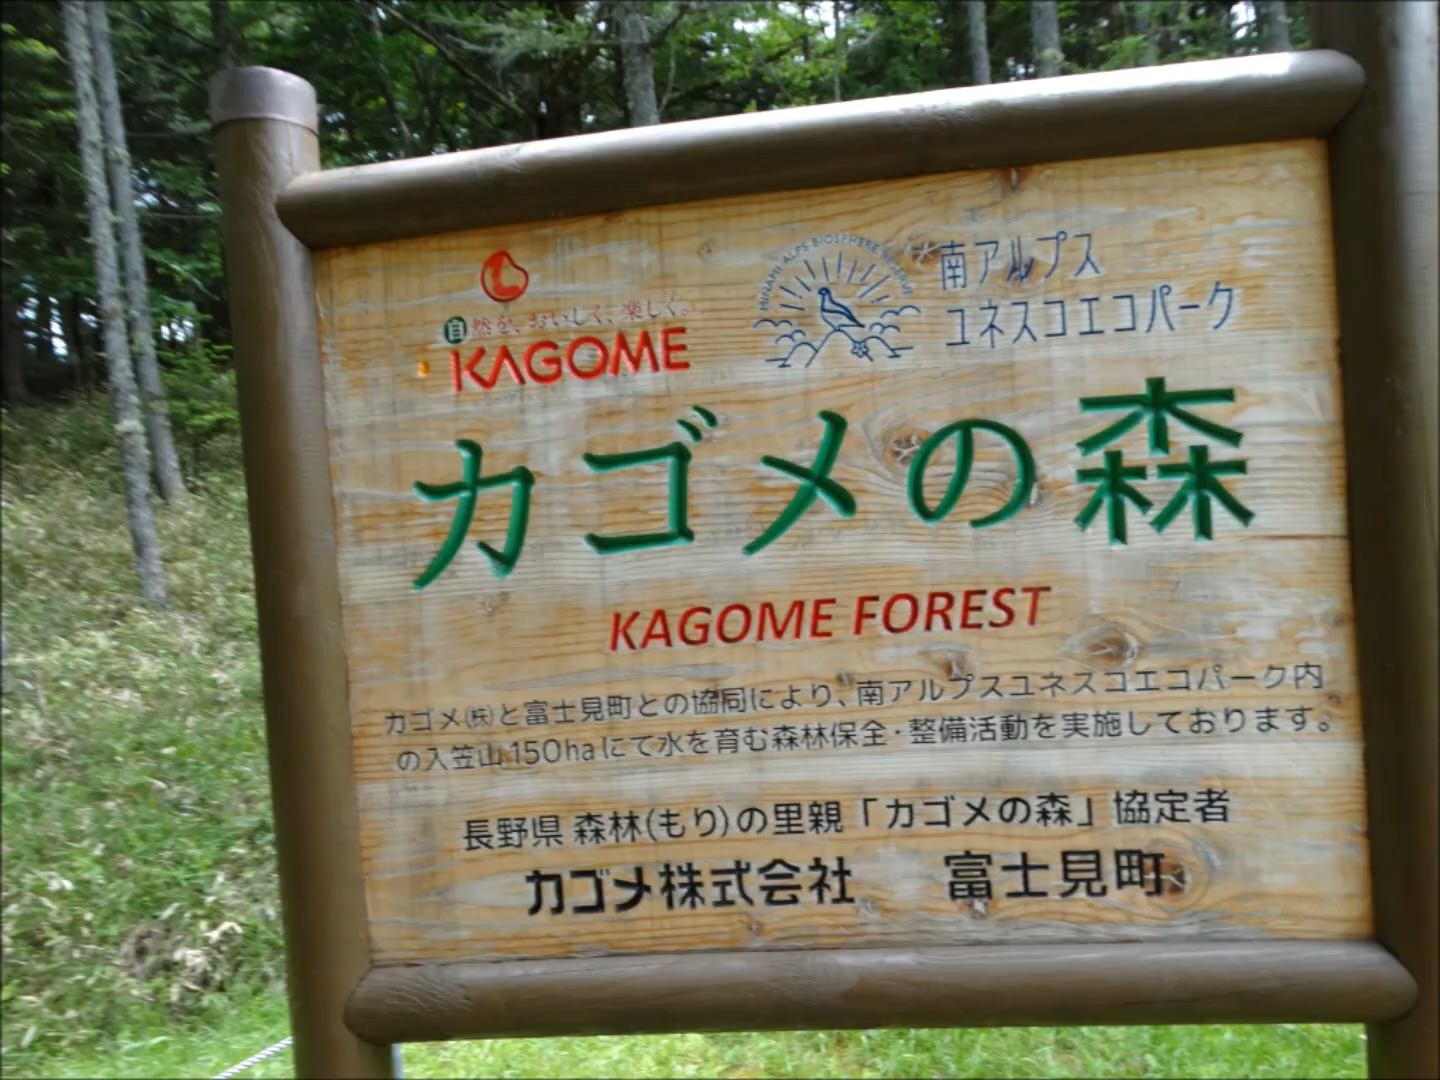 自然を、おいしく、楽しく。
KAGOME
MINAMI-ALPS BIOSPHERE RESERVE
南アルプス
ユネスコエコパーク
カゴメの森
KAGOME FOREST
カゴメ㈱と富士見町との協同により、南アルプスユネスコエコパーク内
の入笠山150haにて水を育む森林保全・整備活動を実施しております。
長野県 森林(もり)の里親「カゴメの森」協定者
カゴメ株式会社 富士見町